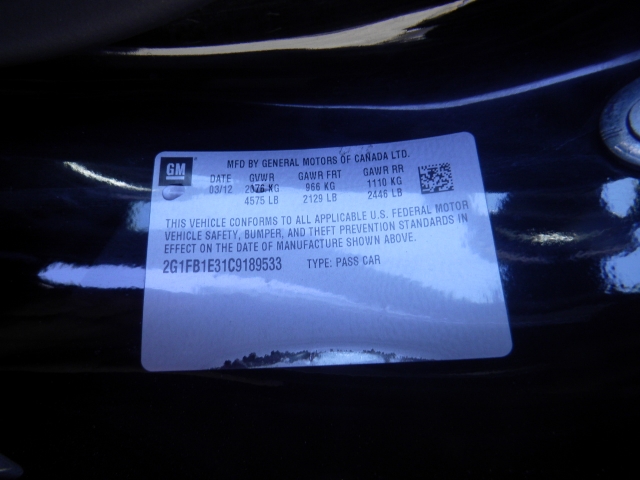 GM
MFD BY GENERAL MOTORS OF CANADA LTD.
DATE GVWR GAWR FRT GAWR RR
03/12 2076 KG 966 KG 1110 KG
4575 LB 2129 LB 2446 LB
THIS VEHICLE CONFORMS TO ALL APPLICABLE U.S. FEDERAL MOTOR
VEHICLE SAFETY, BUMPER, AND THEFT PREVENTION STANDARDS IN
EFFECT ON THE DATE OF MANUFACTURE SHOWN ABOVE.
2G1FB1E31C9189533 TYPE: PASS CAR